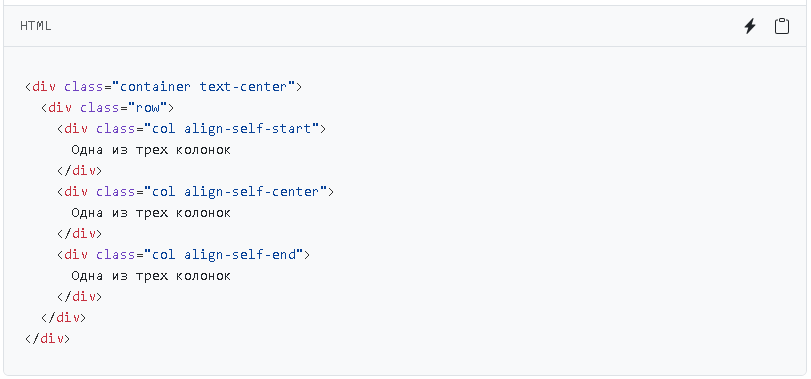 HTML
<div class="container text-center">
  <div class="row">
    <div class="col align-self-start">
      Одна из трех колонок
    </div>
    <div class="col align-self-center">
      Одна из трех колонок
    </div>
    <div class="col align-self-end">
      Одна из трех колонок
    </div>
  </div>
</div>